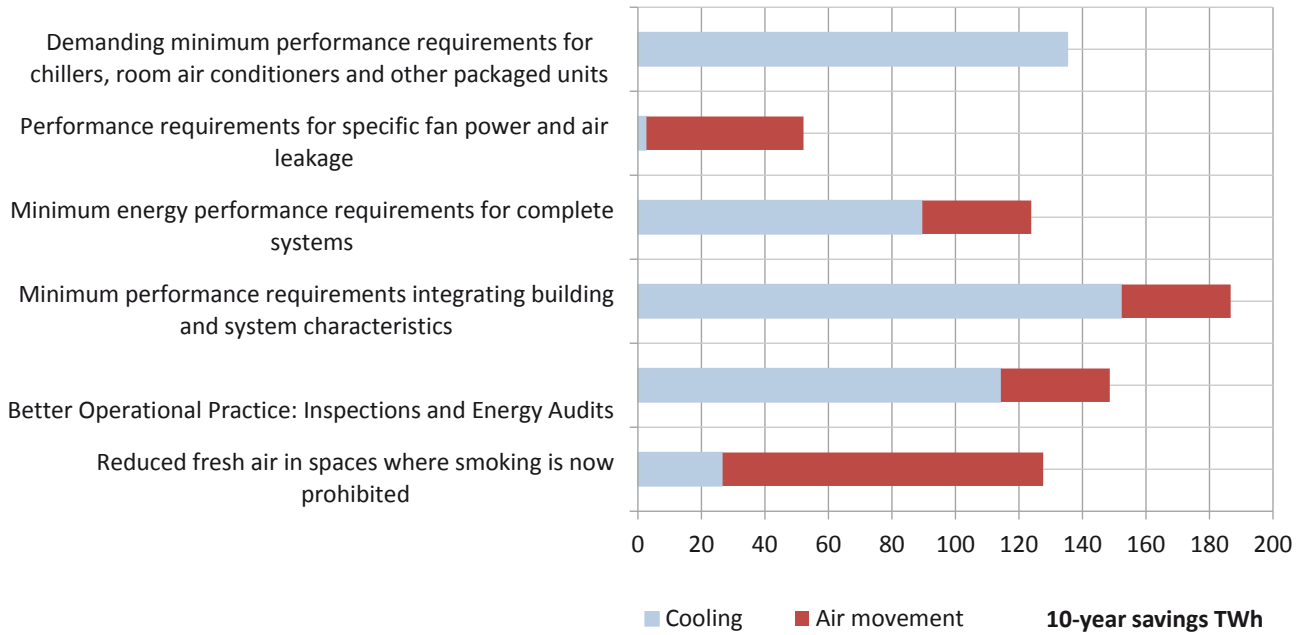 Demanding minimum performance requirements for
chillers, room air conditioners and other packaged units
Performance requirements for specific fan power and air
leakage
Minimum energy performance requirements for complete
systems
Minimum performance requirements integrating building
and system characteristics
Better Operational Practice: Inspections and Energy Audits
Reduced fresh air in spaces where smoking is now
prohibited
0 20 40 60 80 100 120 140 160 180 200
Cooling Air movement 10-year savings TWh